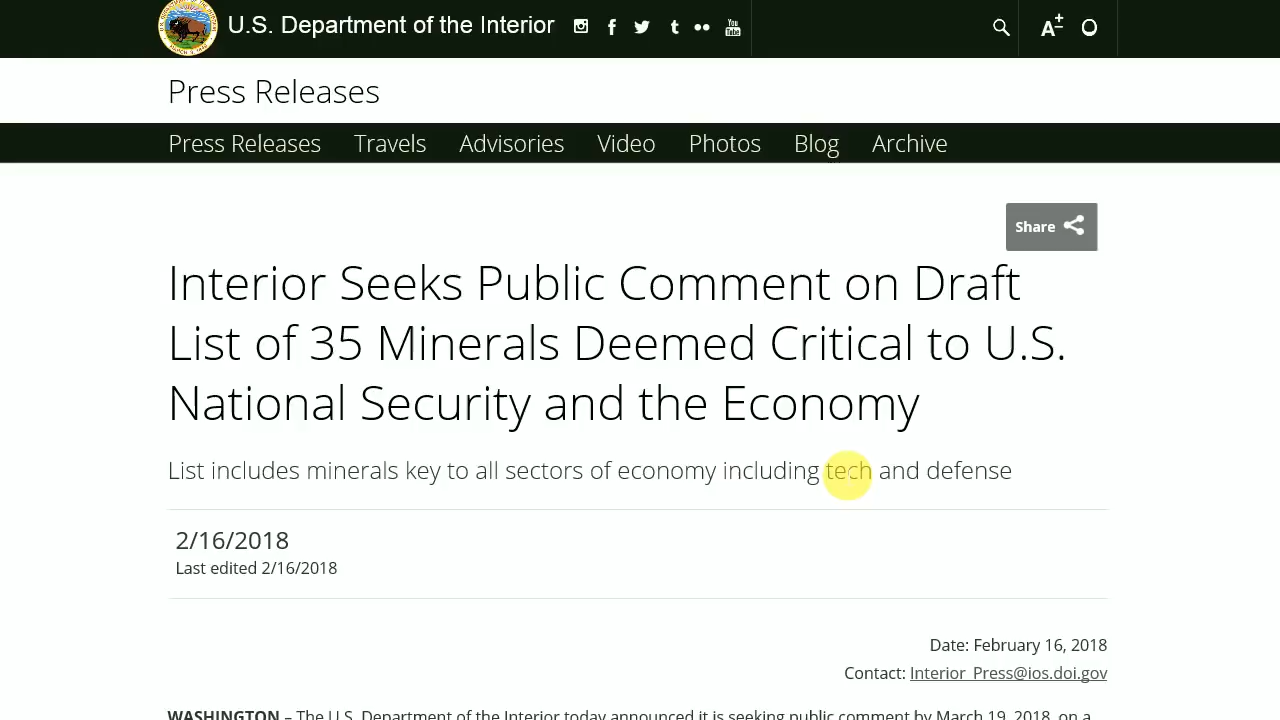 U.S. Department of the Interior
Press Releases
Press Releases Travels Advisories Video Photos Blog Archive
Share
Interior Seeks Public Comment on Draft
List of 35 Minerals Deemed Critical to U.S.
National Security and the Economy
List includes minerals key to all sectors of economy including tech and defense
2/16/2018
Last edited 2/16/2018
Date: February 16, 2018
Contact: Interior_Press@ios.doi.gov
WASHINGTON – The U.S. Department of the Interior today announced it is seeking public comment by March 19, 2018, on a